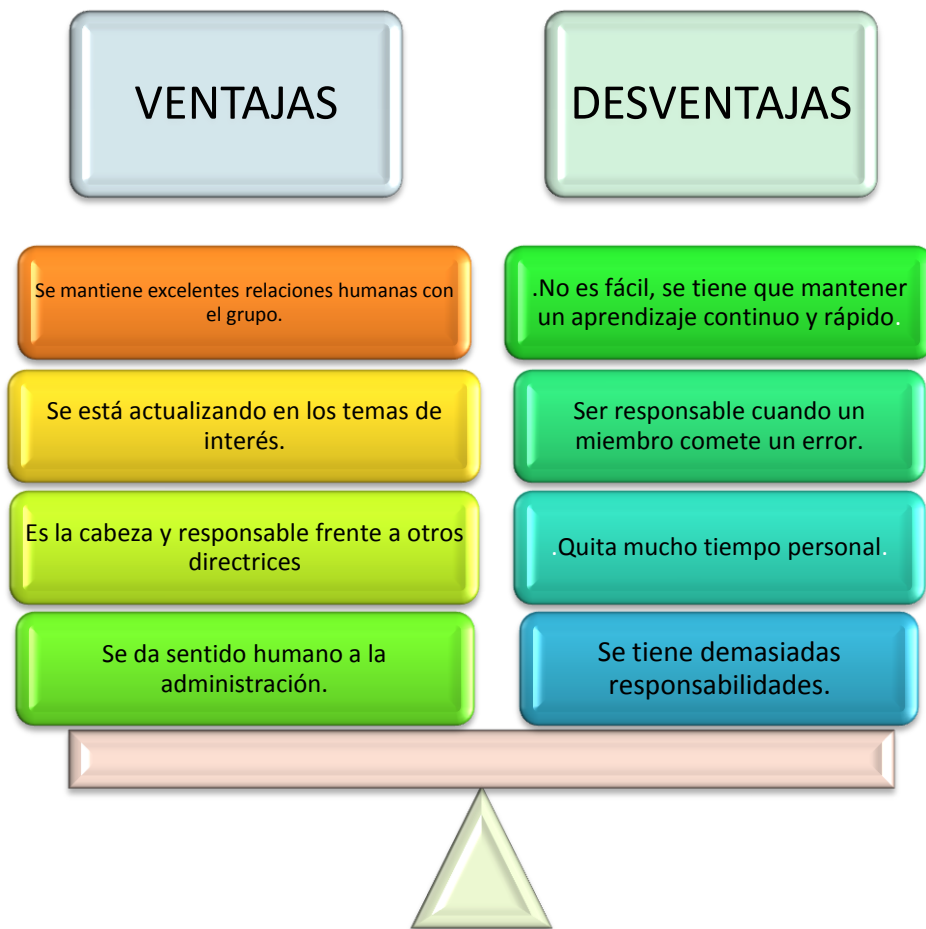 VENTAJAS
DESVENTAJAS
Se mantiene excelentes relaciones humanas con
el grupo.
Se está actualizando en los temas de
interés.
Es la cabeza y responsable frente a otros
directrices
Se da sentido humano a la
administración.
.No es fácil, se tiene que mantener
un aprendizaje continuo y rápido.
Ser responsable cuando un
miembro comete un error.
.Quita mucho tiempo personal.
Se tiene demasiadas
responsabilidades.